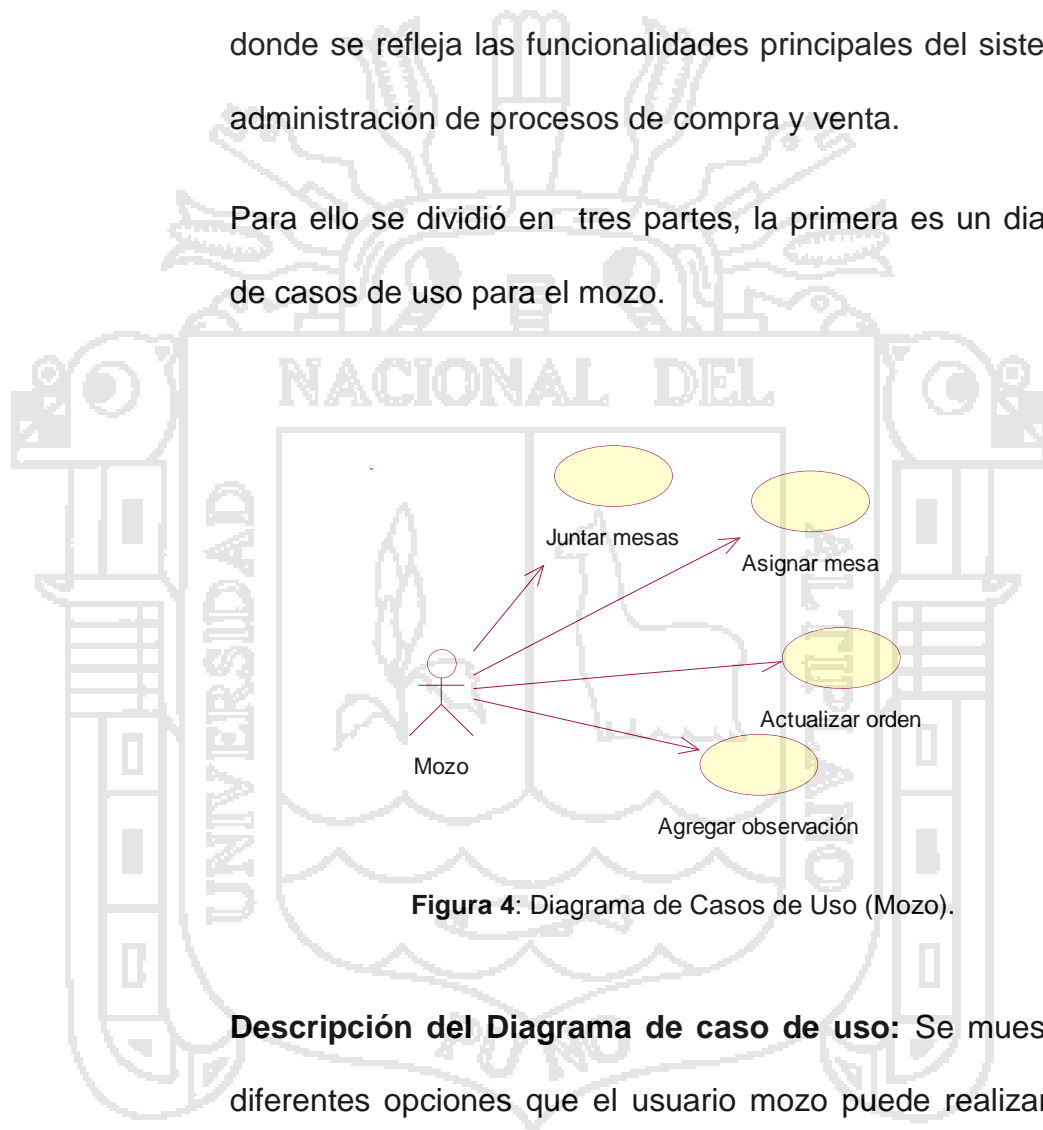 donde se refleja las funcionalidades principales del siste
administración de procesos de compra y venta.
Para ello se dividió en tres partes, la primera es un dia
de casos de uso para el mozo.
NACIONAL DEL
UNIVERSIDAD
ALTIPLANO
Juntar mesas
Asignar mesa
Actualizar orden
Mozo
Agregar observación
Figura 4: Diagrama de Casos de Uso (Mozo).
Descripción del Diagrama de caso de uso: Se mues
PUNO
diferentes opciones que el usuario mozo puede realizar